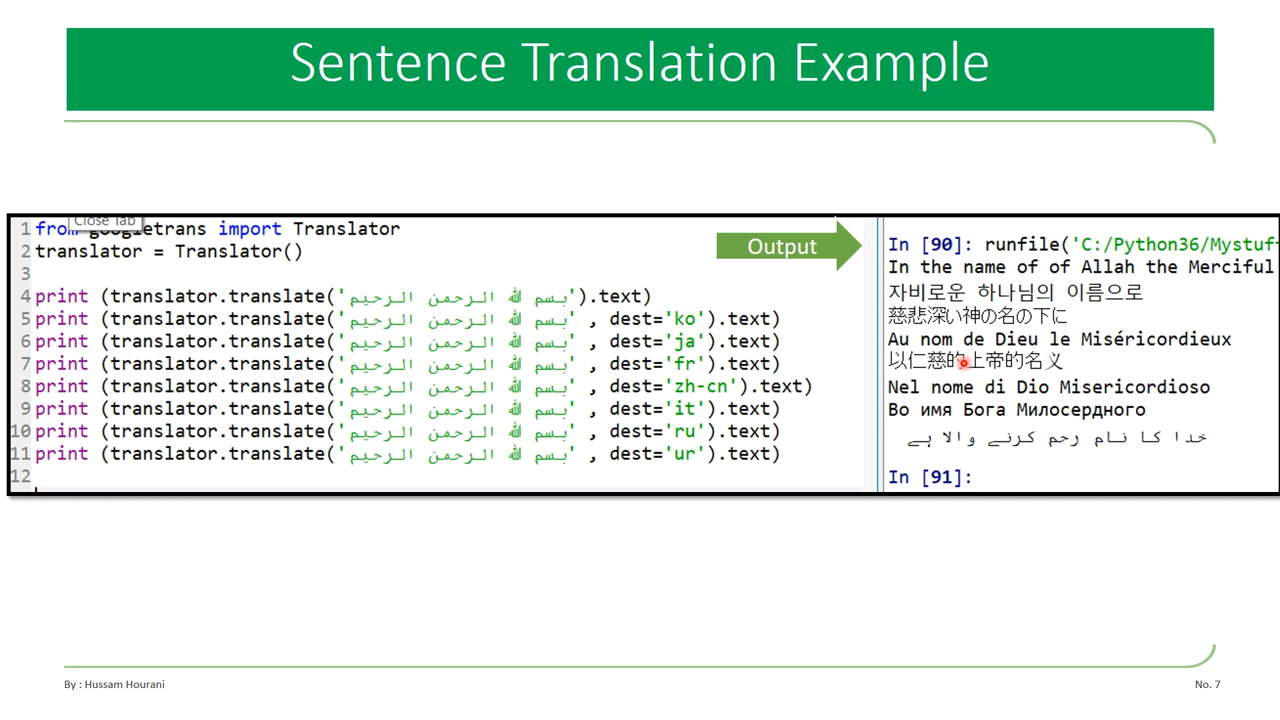 Sentence Translation Example
Close Tab
1 from googletrans import Translator
2 translator = Translator()
3
4 print (translator.translate('بسم الله الرحمن الرحيم').text)
5 print (translator.translate('بسم الله الرحمن الرحيم' , dest='ko').text)
6 print (translator.translate('بسم الله الرحمن الرحيم' , dest='ja').text)
7 print (translator.translate('بسم الله الرحمن الرحيم' , dest='fr').text)
8 print (translator.translate('بسم الله الرحمن الرحيم' , dest='zh-cn').text)
9 print (translator.translate('بسم الله الرحمن الرحيم' , dest='it').text)
10 print (translator.translate('بسم الله الرحمن الرحيم' , dest='ru').text)
11 print (translator.translate('بسم الله الرحمن الرحيم' , dest='ur').text)
12
Output
In [90]: runfile('C:/Python36/Mystuf
In the name of of Allah the Merciful
자비로운 하나님의 이름으로
慈悲深い神の名の下に
Au nom de Dieu le Miséricordieux
以仁慈的上帝的名义
Nel nome di Dio Misericordioso
Во имя Бога Милосердного
خدا کا نام رحم کرنے والا ہے
In [91]:
By : Hussam Hourani
No. 7